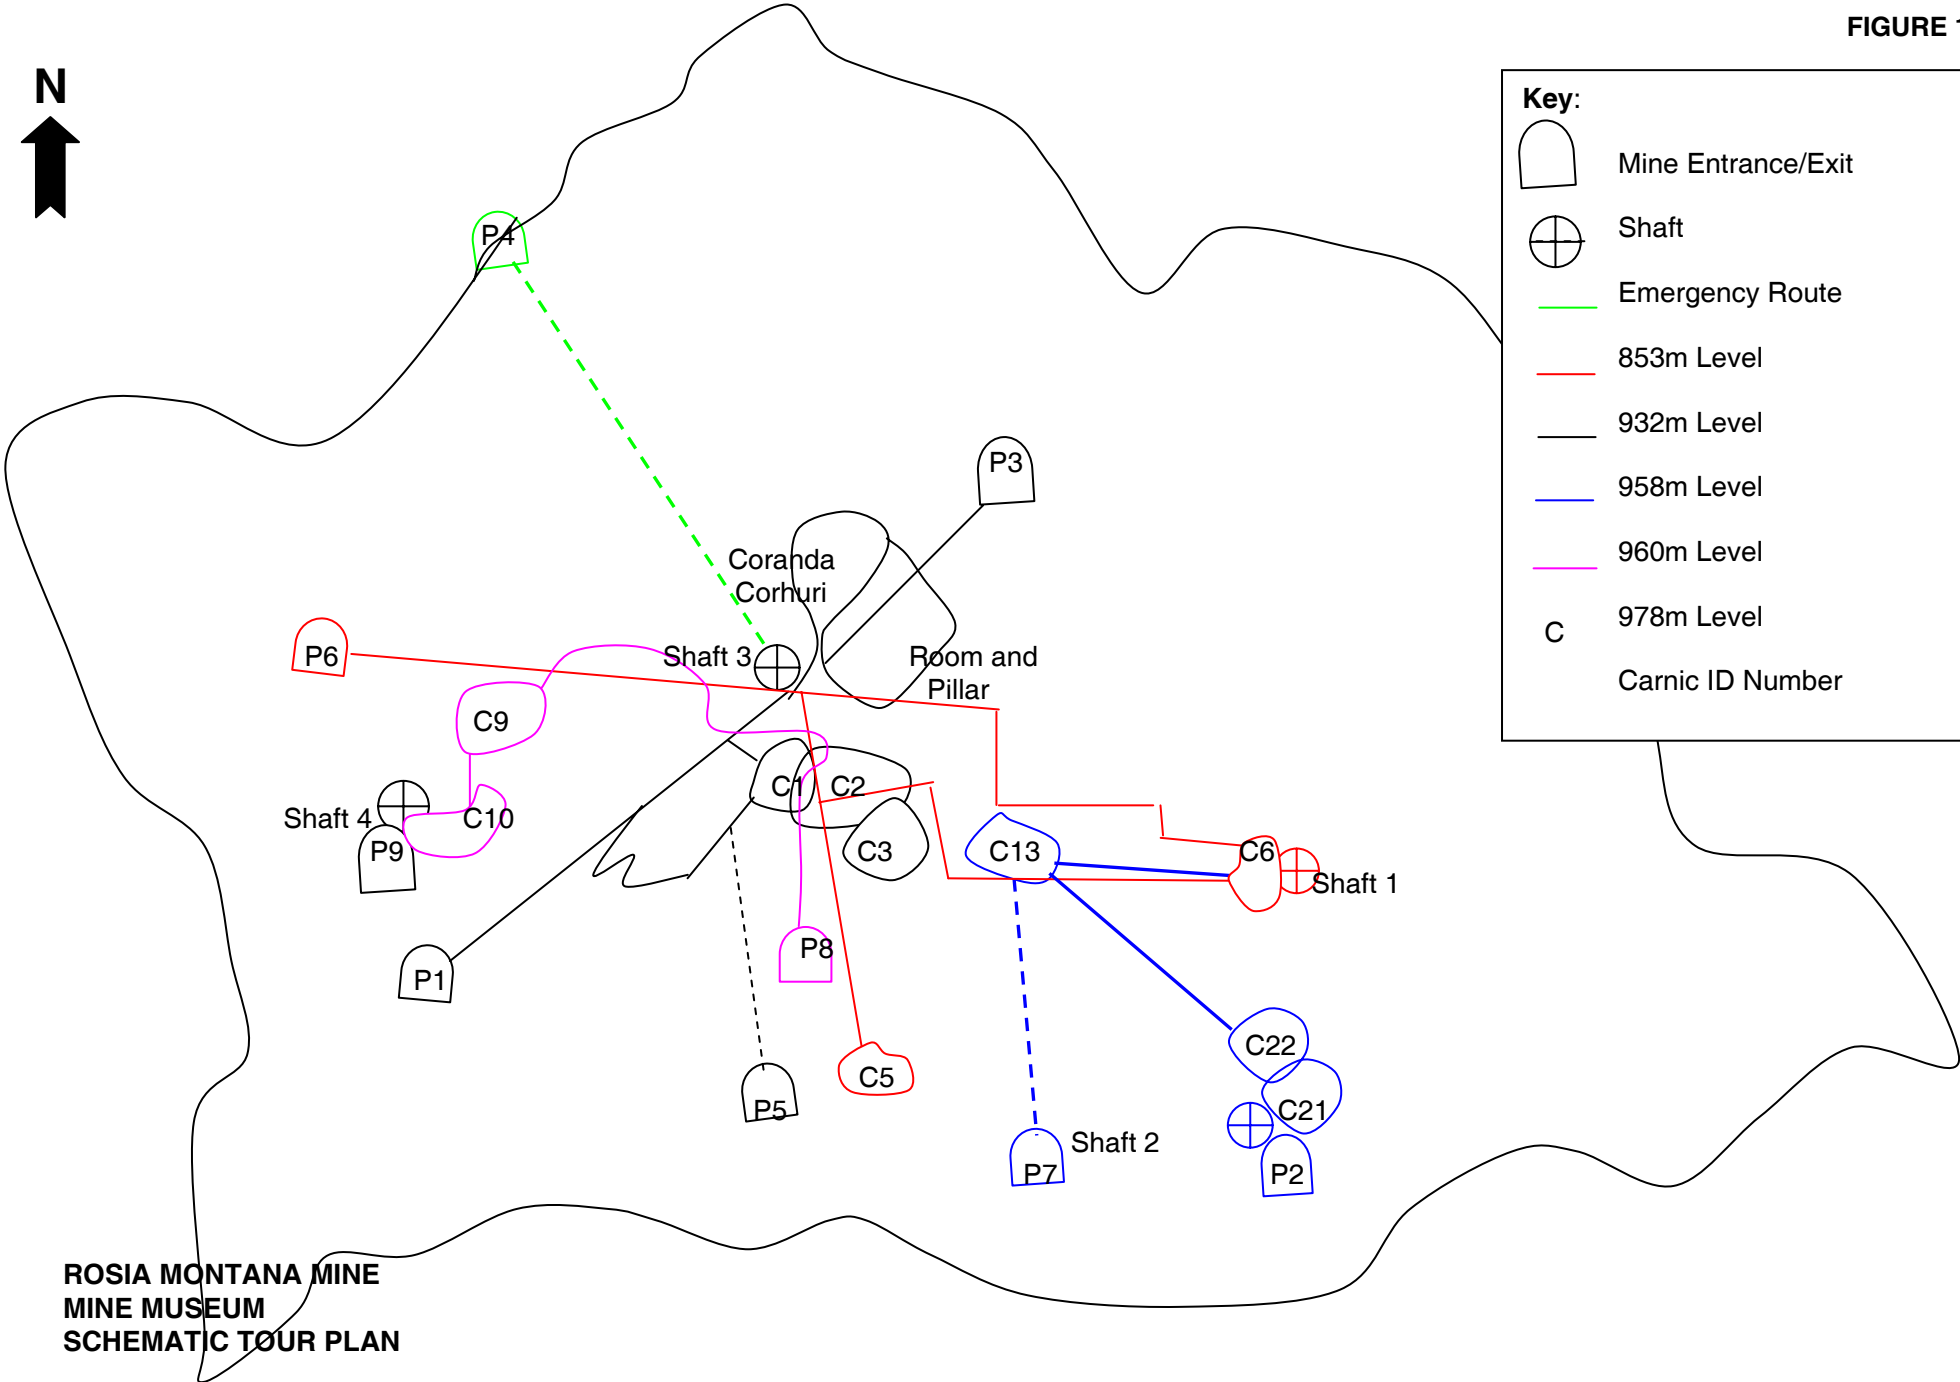 FIGURE 1
N
Key:
Mine Entrance/Exit
Shaft
Emergency Route
853m Level
932m Level
958m Level
960m Level
978m Level
C
Carnic ID Number
P4
P3
Coranda
Corhuri
P6
Shaft 3
Room and
Pillar
C9
C1
C2
C10
Shaft 4
P9
C3
C13
C6
Shaft 1
P8
P1
C22
C5
P5
C21
Shaft 2
P7
P2
ROSIA MONTANA MINE
MINE MUSEUM
SCHEMATIC TOUR PLAN